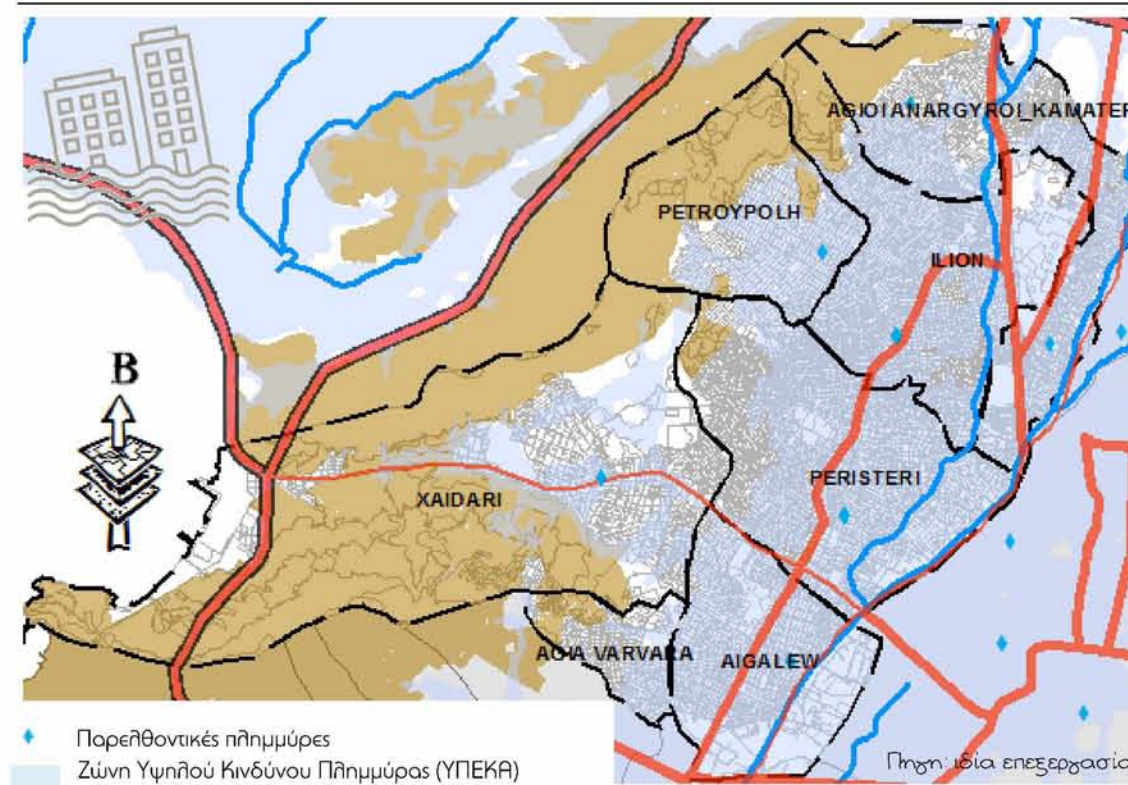 AGIOI ANARGYROI_KAMATER
PETROYPOLH
ILION
B
PERISTERI
XAIDARI
AGIA VARVARA
AIGALEW
Παρελθοντικές πλημμύρες
Ζώνη Υψηλού Κινδύνου Πλημμύρας (ΥΠΕΚΑ)
Πηγη: ιδία επεξεργασία